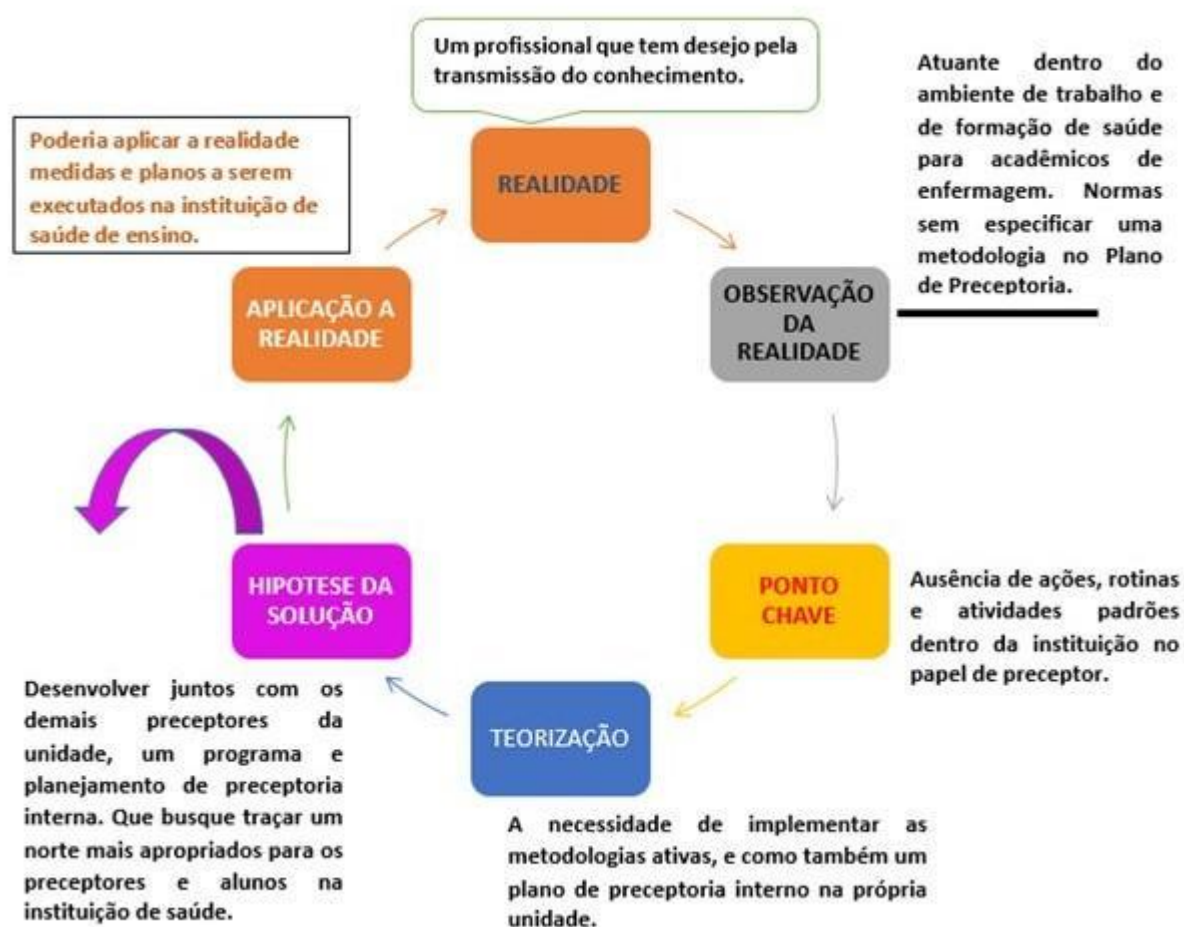 Um profissional que tem desejo pela
transmissão do conhecimento.
REALIDADE
Atuante dentro do
ambiente de trabalho e
de formação de saúde
para acadêmicos de
enfermagem. Normas
sem especificar uma
metodologia no Plano
de Preceptoria.
OBSERVAÇÃO
DA
REALIDADE
PONTO
CHAVE
Ausência de ações, rotinas
e atividades padrões
dentro da instituição no
papel de preceptor.
TEORIZAÇÃO
A necessidade de implementar as
metodologias ativas, e como também um
plano de preceptoria interno na própria
unidade.
HIPOTESE DA
SOLUÇÃO
Desenvolver juntos com os
demais preceptores da
unidade, um programa e
planejamento de preceptoria
interna. Que busque traçar um
norte mais apropriados para os
preceptores e alunos na
instituição de saúde.
APLICAÇÃO A
REALIDADE
Poderia aplicar a realidade
medidas e planos a serem
executados na instituição de
saúde de ensino.